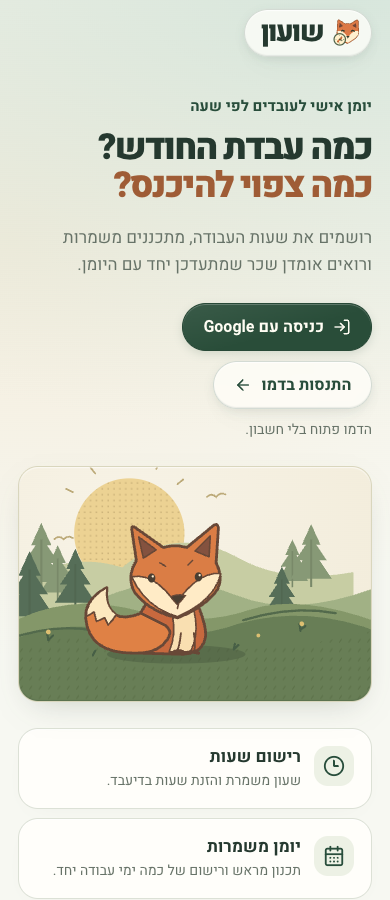 שועון
יומן אישי לעובדים לפי שעה
כמה עבדת החודש?
כמה צפוי להיכנס?
רושמים את שעות העבודה, מתכננים משמרות
ורואים אומדן שכר שמתעדכן יחד עם היומן.
כניסה עם Google
התנסות בדמו
הדמו פתוח בלי חשבון.
רישום שעות
שעון משמרת והזנת שעות בדיעבד.
יומן משמרות
תכנון מראש ורישום של כמה ימי עבודה יחד.